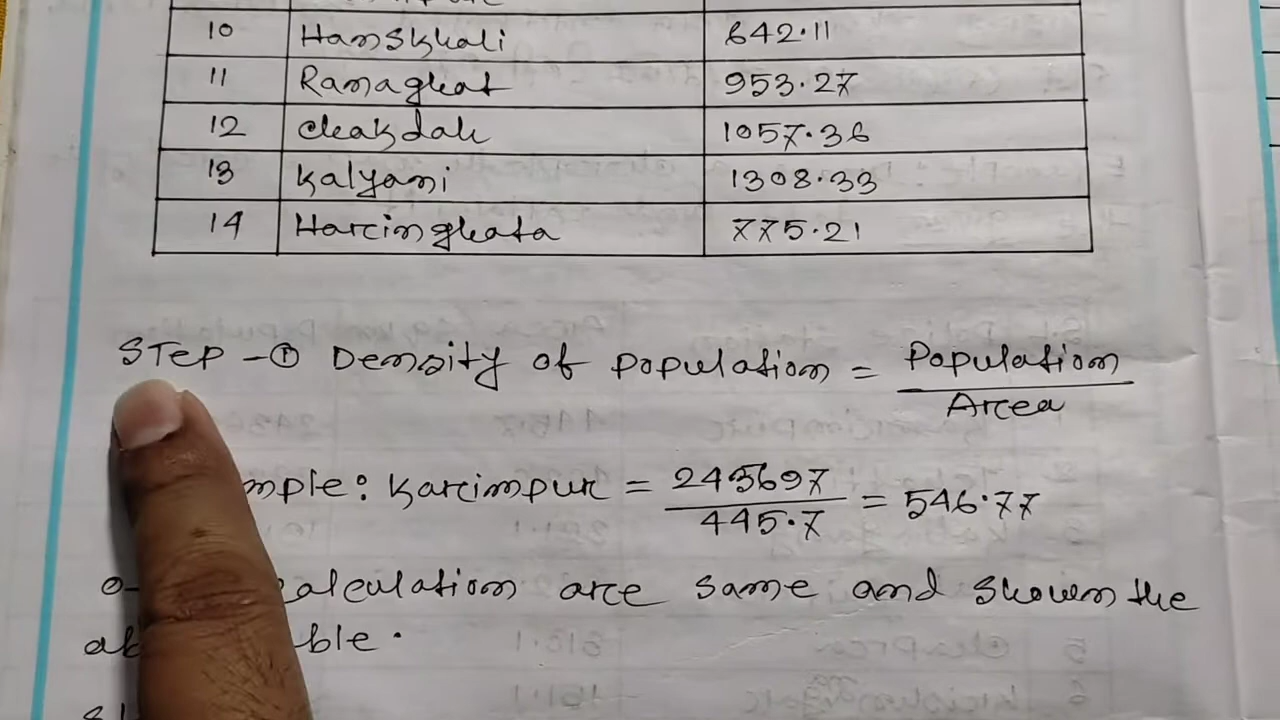 10 Hanskhali 642.11
11 Ranaghat 953.27
12 chakdah 1057.36
13 Kalyani 1308.33
14 Haringhata 775.21
STEP - ① Density of Population = Population / Area
mple: Karimpur = 243697 / 445.7 = 546.77
alculation are same and shown the
ble.